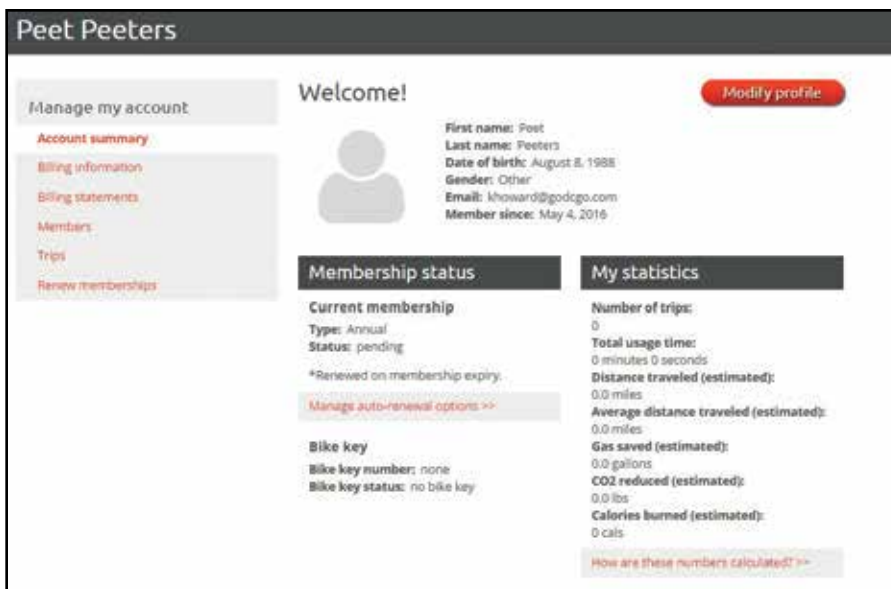 Peet Peeters
Manage my account
Account summary
Billing information
Billing statements
Members
Trips
Renew memberships
Welcome!
Modify profile
First name: Peet
Last name: Peeters
Date of birth: August 8, 1988
Gender: Other
Email: khoward@godcgo.com
Member since: May 4, 2016
Membership status
Current membership
Type: Annual
Status: pending
*Renewed on membership expiry.
Manage auto-renewal options >>
Bike key
Bike key number: none
Bike key status: no bike key
My statistics
Number of trips:
0
Total usage time:
0 minutes 0 seconds
Distance traveled (estimated):
0.0 miles
Average distance traveled (estimated):
0.0 miles
Gas saved (estimated):
0.0 gallons
CO2 reduced (estimated):
0.0 lbs
Calories burned (estimated):
0 cals
How are these numbers calculated? >>